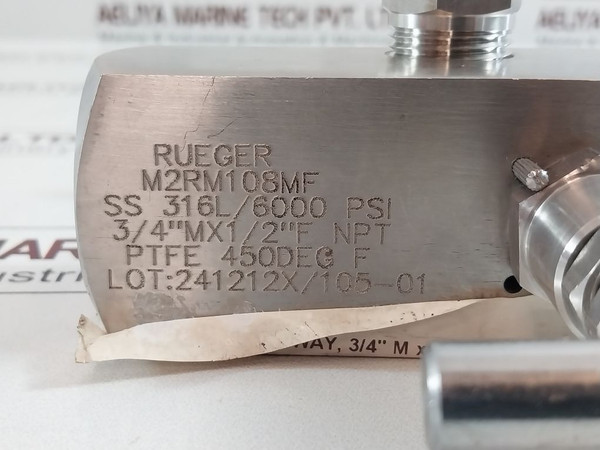 RUEGER
M2RM108MF
SS 316L/6000 PSI
3/4"MX1/2"F NPT
PTFE 450DEG F
LOT:241212X/105-01
WAY, 3/4" M